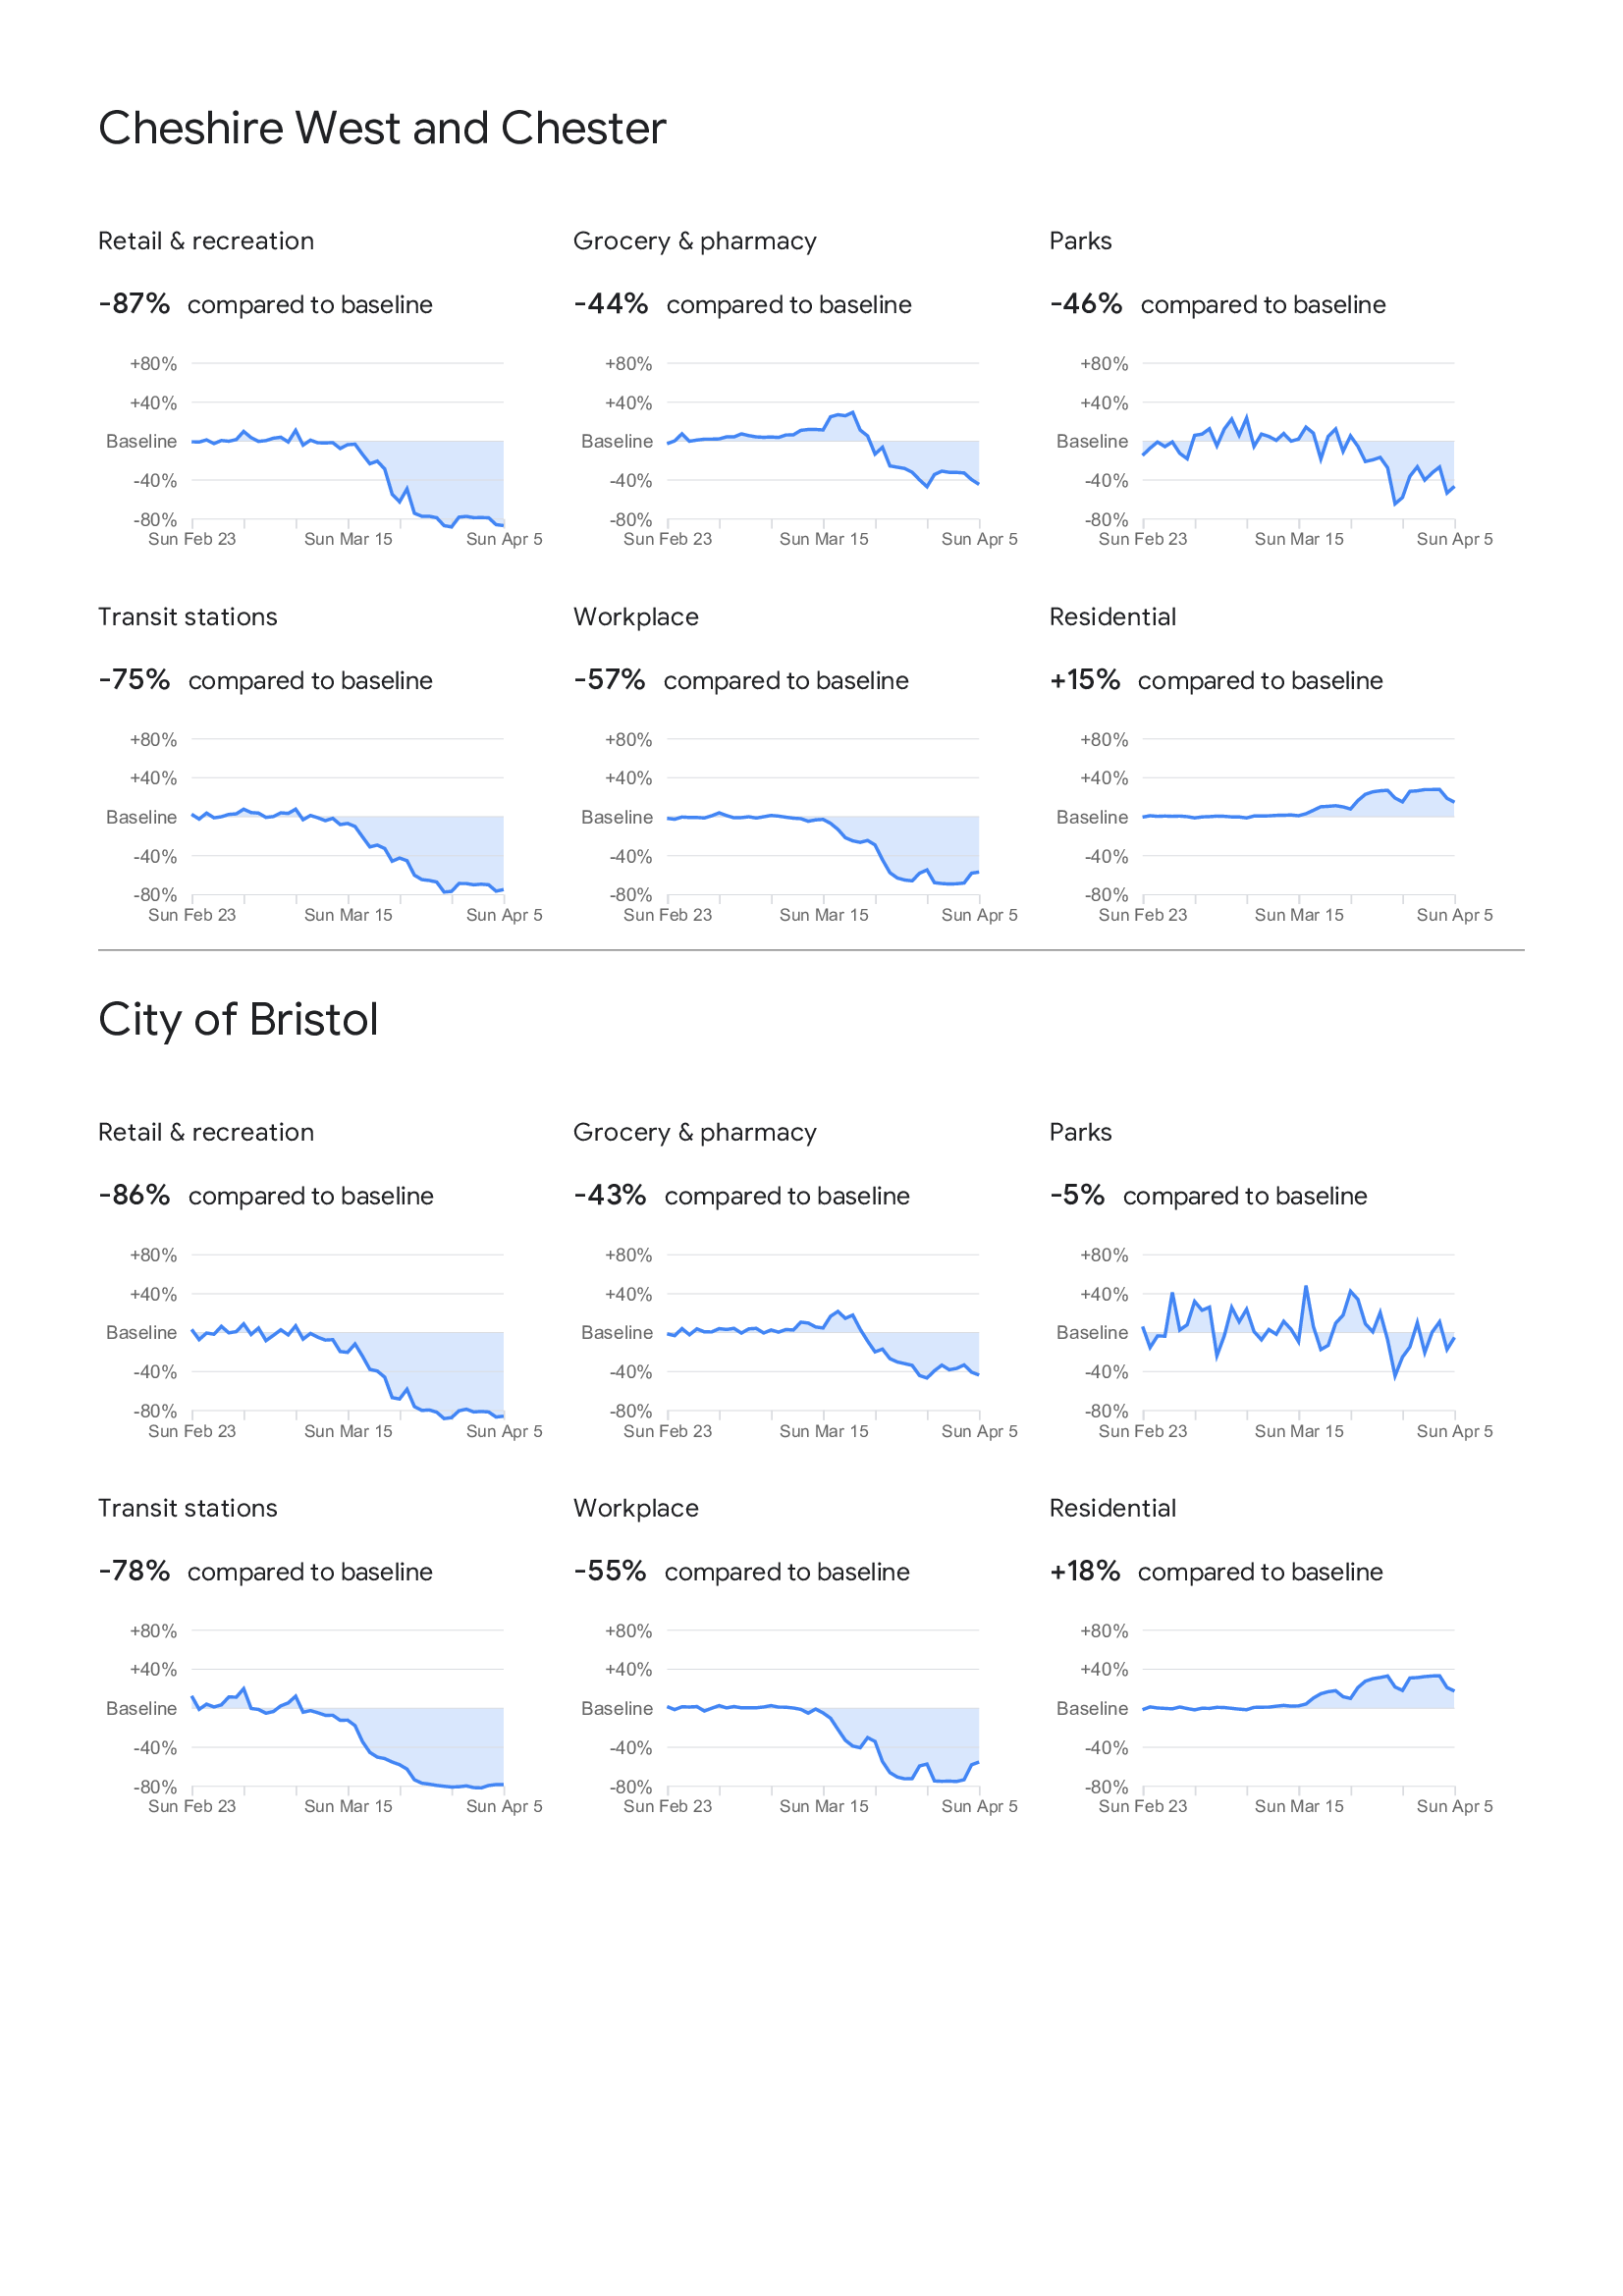 Cheshire West and Chester
Retail & recreation
-87% compared to baseline
+80%
+40%
Baseline
-40%
-80%
Sun Feb 23
Sun Mar 15
Sun Apr 5
Grocery & pharmacy
-44% compared to baseline
+80%
+40%
Baseline
-40%
-80%
Sun Feb 23
Sun Mar 15
Sun Apr 5
Parks
-46% compared to baseline
+80%
+40%
Baseline
-40%
-80%
Sun Feb 23
Sun Mar 15
Sun Apr 5
Transit stations
-75% compared to baseline
+80%
+40%
Baseline
-40%
-80%
Sun Feb 23
Sun Mar 15
Sun Apr 5
Workplace
-57% compared to baseline
+80%
+40%
Baseline
-40%
-80%
Sun Feb 23
Sun Mar 15
Sun Apr 5
Residential
+15% compared to baseline
+80%
+40%
Baseline
-40%
-80%
Sun Feb 23
Sun Mar 15
Sun Apr 5
City of Bristol
Retail & recreation
-86% compared to baseline
+80%
+40%
Baseline
-40%
-80%
Sun Feb 23
Sun Mar 15
Sun Apr 5
Grocery & pharmacy
-43% compared to baseline
+80%
+40%
Baseline
-40%
-80%
Sun Feb 23
Sun Mar 15
Sun Apr 5
Parks
-5% compared to baseline
+80%
+40%
Baseline
-40%
-80%
Sun Feb 23
Sun Mar 15
Sun Apr 5
Transit stations
-78% compared to baseline
+80%
+40%
Baseline
-40%
-80%
Sun Feb 23
Sun Mar 15
Sun Apr 5
Workplace
-55% compared to baseline
+80%
+40%
Baseline
-40%
-80%
Sun Feb 23
Sun Mar 15
Sun Apr 5
Residential
+18% compared to baseline
+80%
+40%
Baseline
-40%
-80%
Sun Feb 23
Sun Mar 15
Sun Apr 5